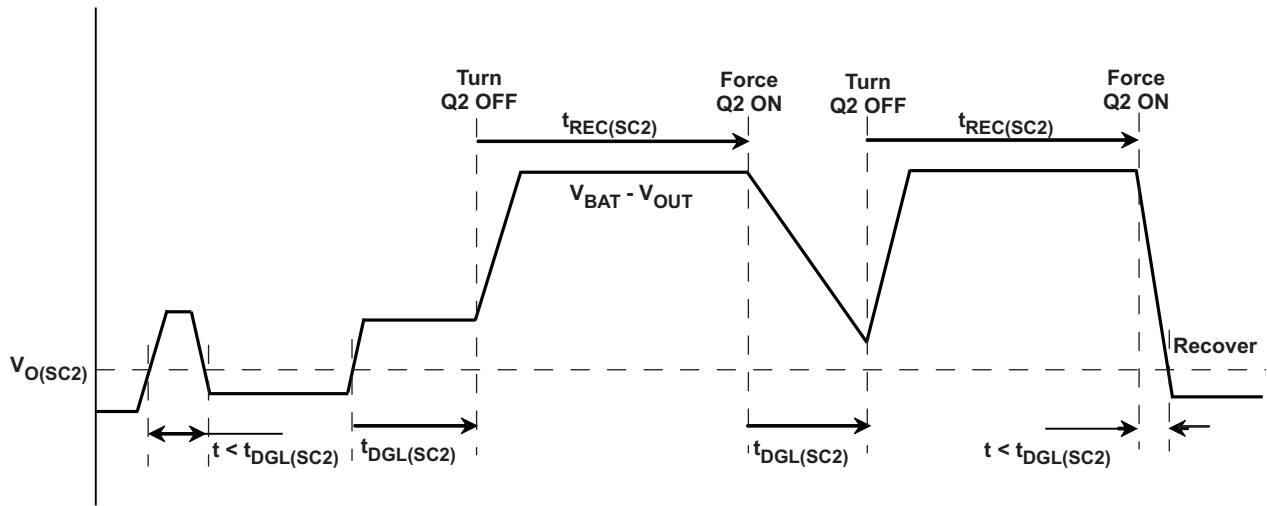 Turn
Q2 OFF
Force
Q2 ON
Turn
Q2 OFF
Force
Q2 ON
tREC(SC2)
tREC(SC2)
VBAT - VOUT
VO(SC2)
Recover
t < tDGL(SC2)
tDGL(SC2)
tDGL(SC2)
t < tDGL(SC2)